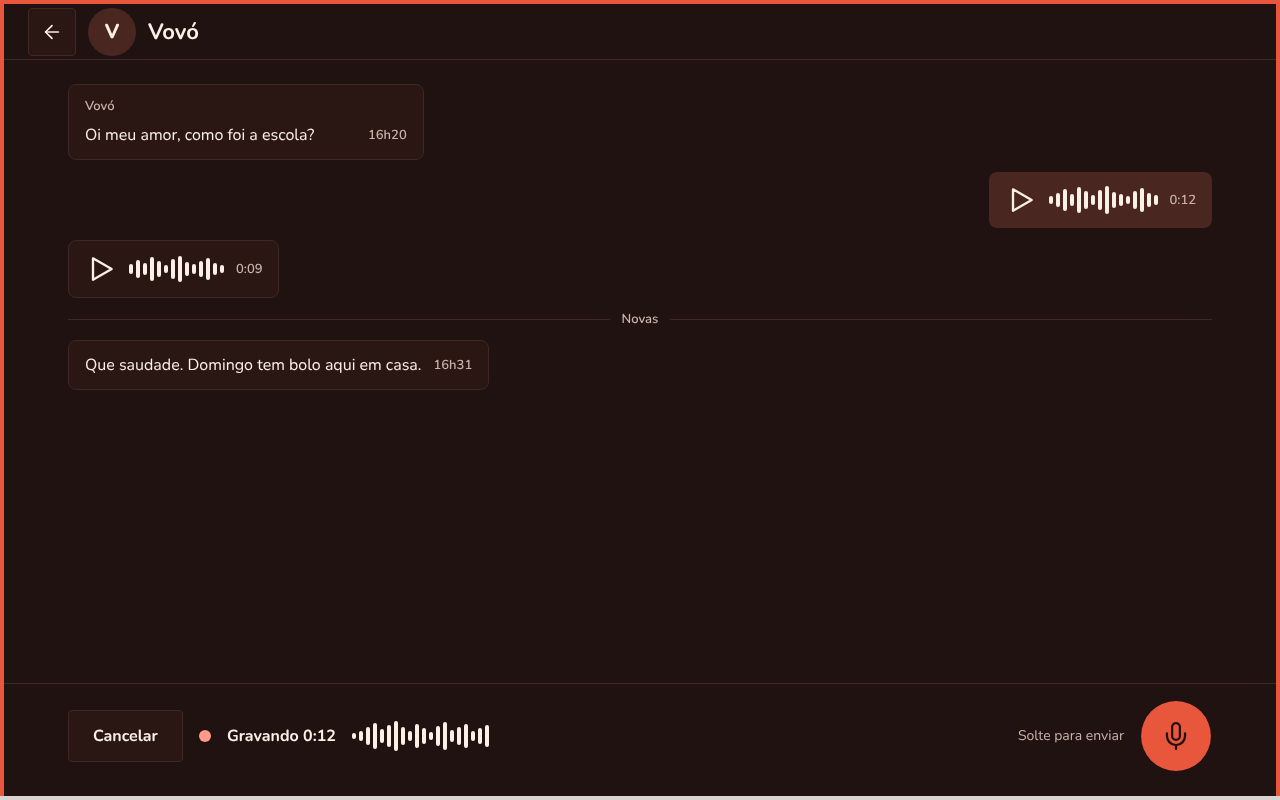 V Vovó
Vovó
Oi meu amor, como foi a escola? 16h20
0:12
0:09
Novas
Que saudade. Domingo tem bolo aqui em casa. 16h31
Cancelar Gravando 0:12 Solte para enviar